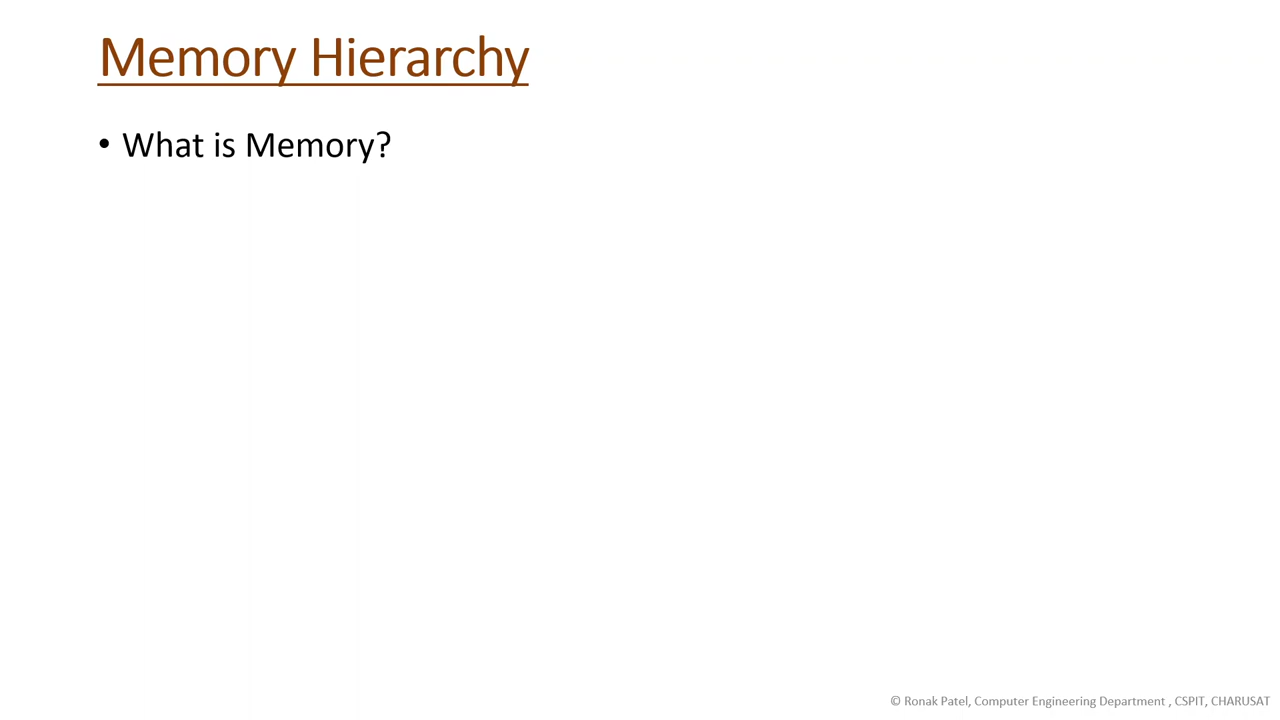 Memory Hierarchy
• What is Memory?
© Ronak Patel, Computer Engineering Department , CSPIT, CHARUSAT